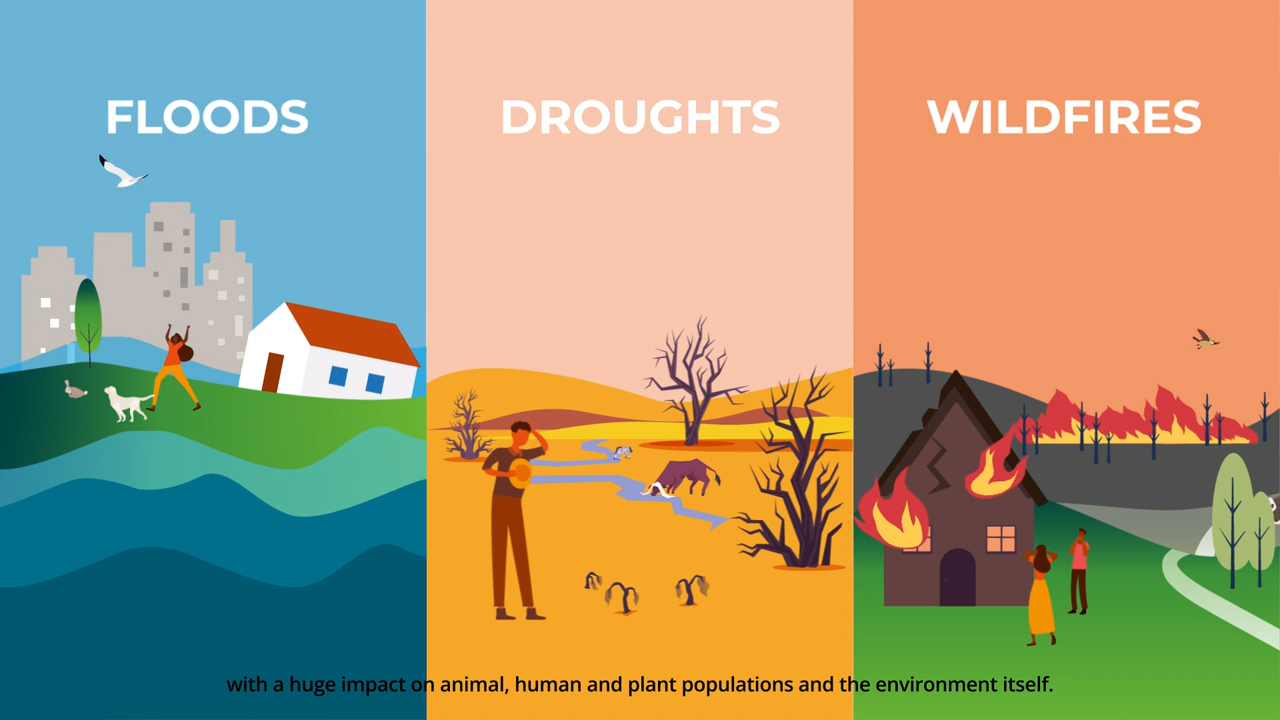 FLOODS
DROUGHTS
WILDFIRES
with a huge impact on animal, human and plant populations and the environment itself.